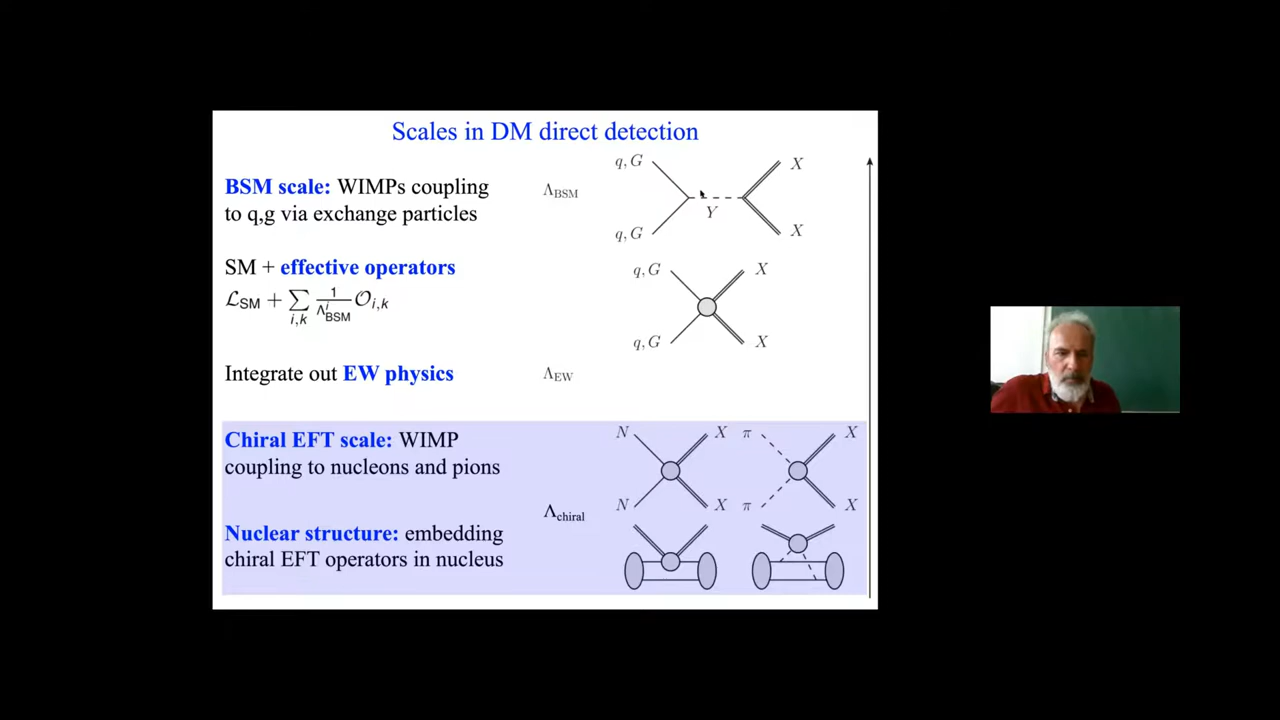 Scales in DM direct detection
BSM scale: WIMPs coupling
to q,g via exchange particles
Λ_BSM
q, G
X
Y
q, G
X
SM + effective operators
ℒ_SM + ∑_{i,k} 1/Λ^i_BSM 𝒪_{i,k}
q, G
X
q, G
X
Integrate out EW physics
Λ_EW
Chiral EFT scale: WIMP
coupling to nucleons and pions
N
X
π
X
N
X
π
X
Λ_chiral
Nuclear structure: embedding
chiral EFT operators in nucleus